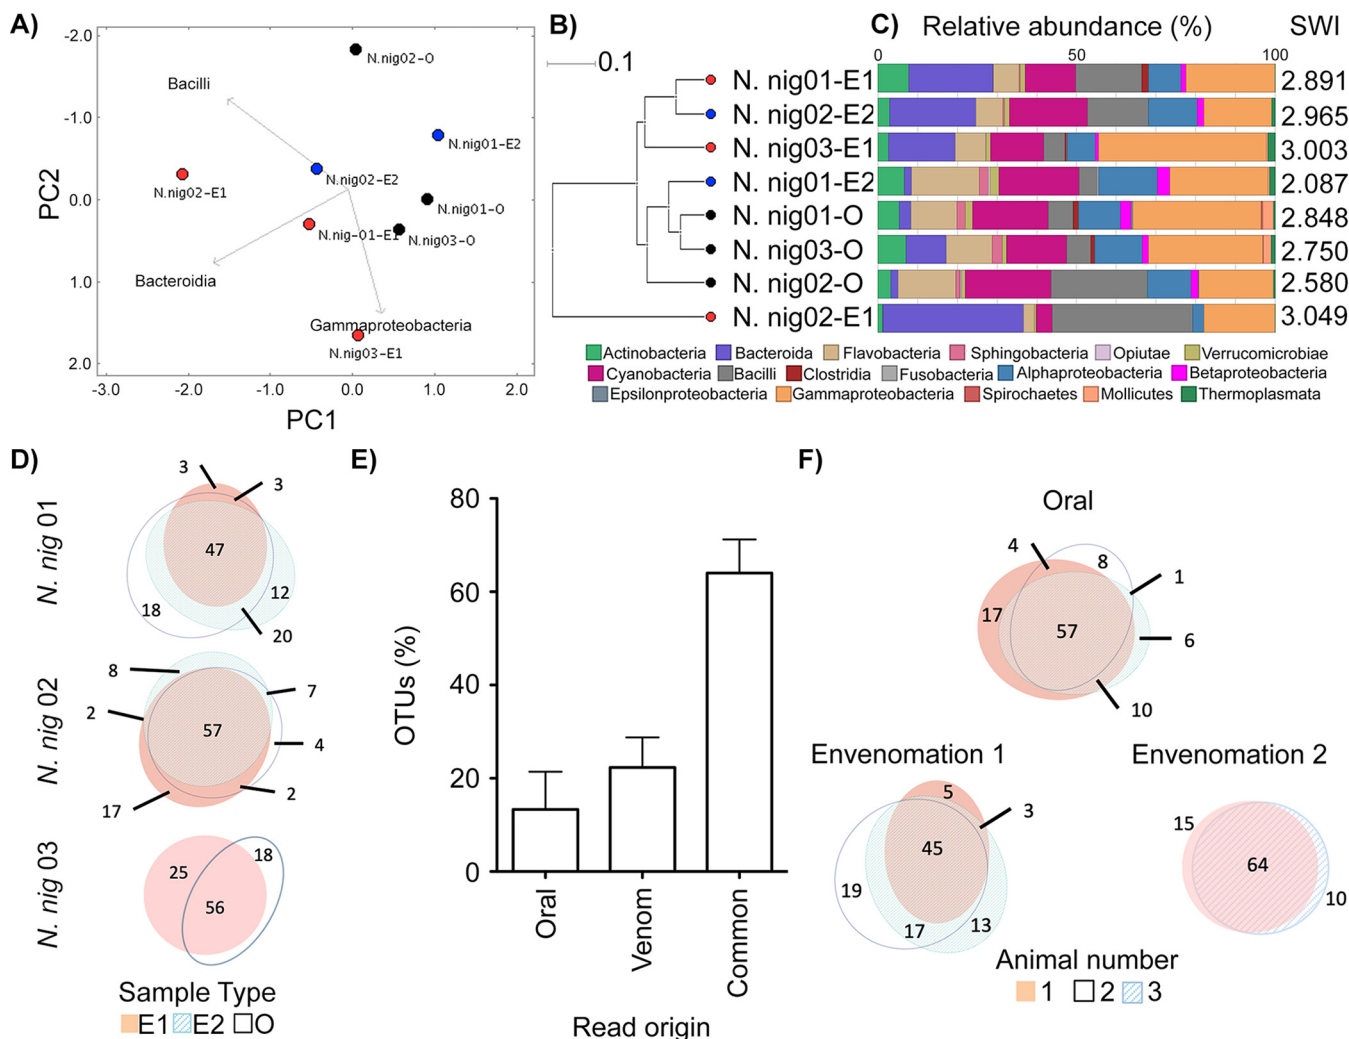 A)
-2.0
-1.0
0.0
1.0
2.0
PC2
-3.0 -2.0 -1.0 0.0 1.0 2.0
PC1
N.nig02-O
Bacilli
N.nig01-E2
N.nig02-E2
N.nig02-E1
N.nig01-O
N.nig-01-E1
N.nig03-O
Bacteroidia
Gammaproteobacteria
N.nig03-E1
B)
0.1
C) Relative abundance (%) SWI
0 50 100
N. nig01-E1 2.891
N. nig02-E2 2.965
N. nig03-E1 3.003
N. nig01-E2 2.087
N. nig01-O 2.848
N. nig03-O 2.750
N. nig02-O 2.580
N. nig02-E1 3.049
Actinobacteria Bacteroida Flavobacteria Sphingobacteria Opiutae Verrucomicrobiae
Cyanobacteria Bacilli Clostridia Fusobacteria Alphaproteobacteria Betaproteobacteria
Epsilonproteobacteria Gammaproteobacteria Spirochaetes Mollicutes Thermoplasmata
D)
N. nig 01
3
3
47
12
18
20
N. nig 02
8
7
2
57
4
2
17
N. nig 03
18
25
56
Sample Type
E1 E2 O
E)
80
60
40
20
0
OTUs (%)
Oral
Venom
Common
Read origin
F)
Oral
4
8
1
17
57
6
10
Envenomation 1
5
3
45
19
17
13
Envenomation 2
15
64
10
Animal number
1 2 3